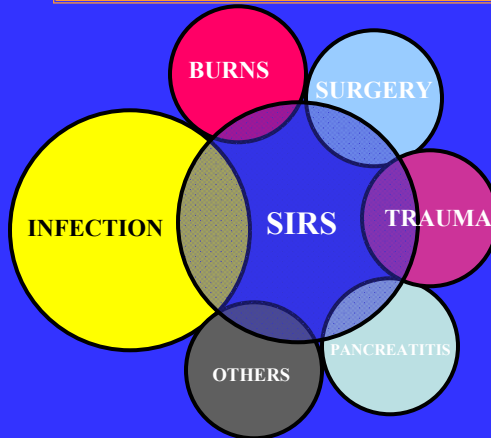 BURNS
SURGERY
INFECTION
SIRS
TRAUMA
PANCREATITIS
OTHERS